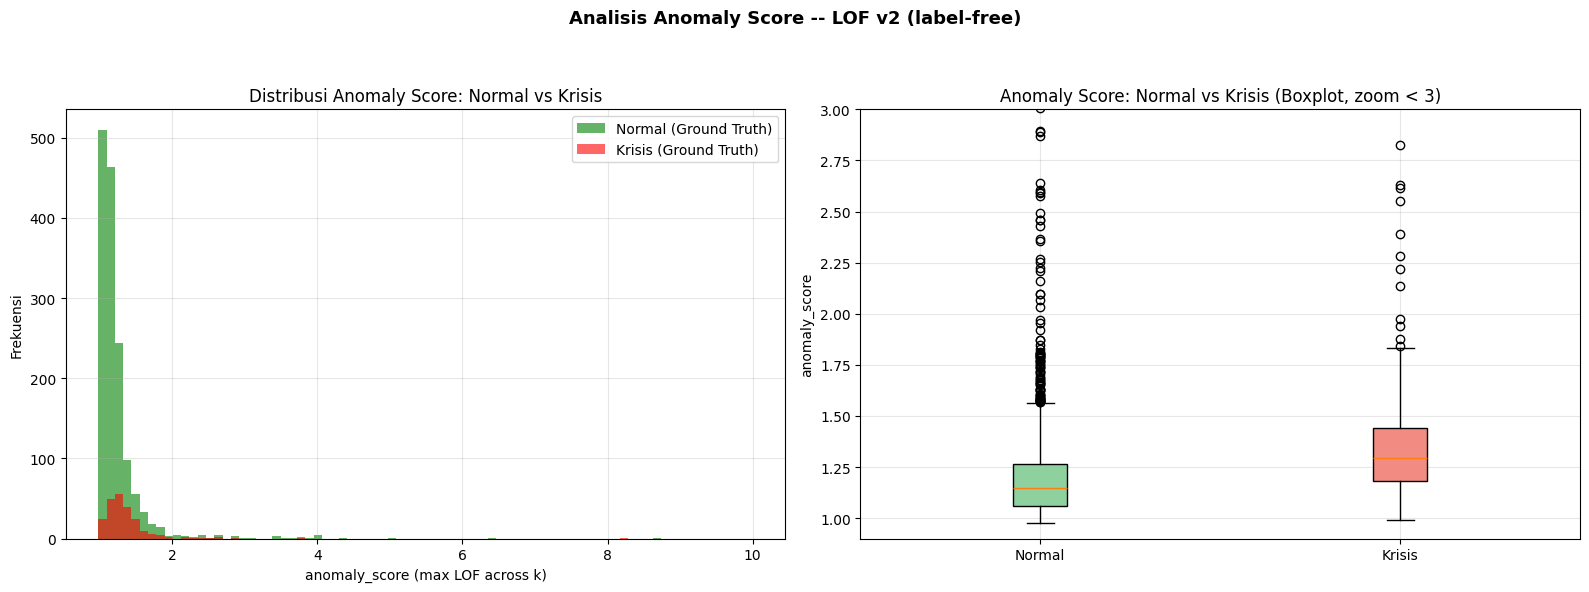 Analisis Anomaly Score -- LOF v2 (label-free)
Distribusi Anomaly Score: Normal vs Krisis
Normal (Ground Truth)
Krisis (Ground Truth)
Frekuensi
500
400
300
200
100
0
2
4
6
8
10
anomaly_score (max LOF across k)
Anomaly Score: Normal vs Krisis (Boxplot, zoom < 3)
anomaly_score
3.00
2.75
2.50
2.25
2.00
1.75
1.50
1.25
1.00
Normal
Krisis